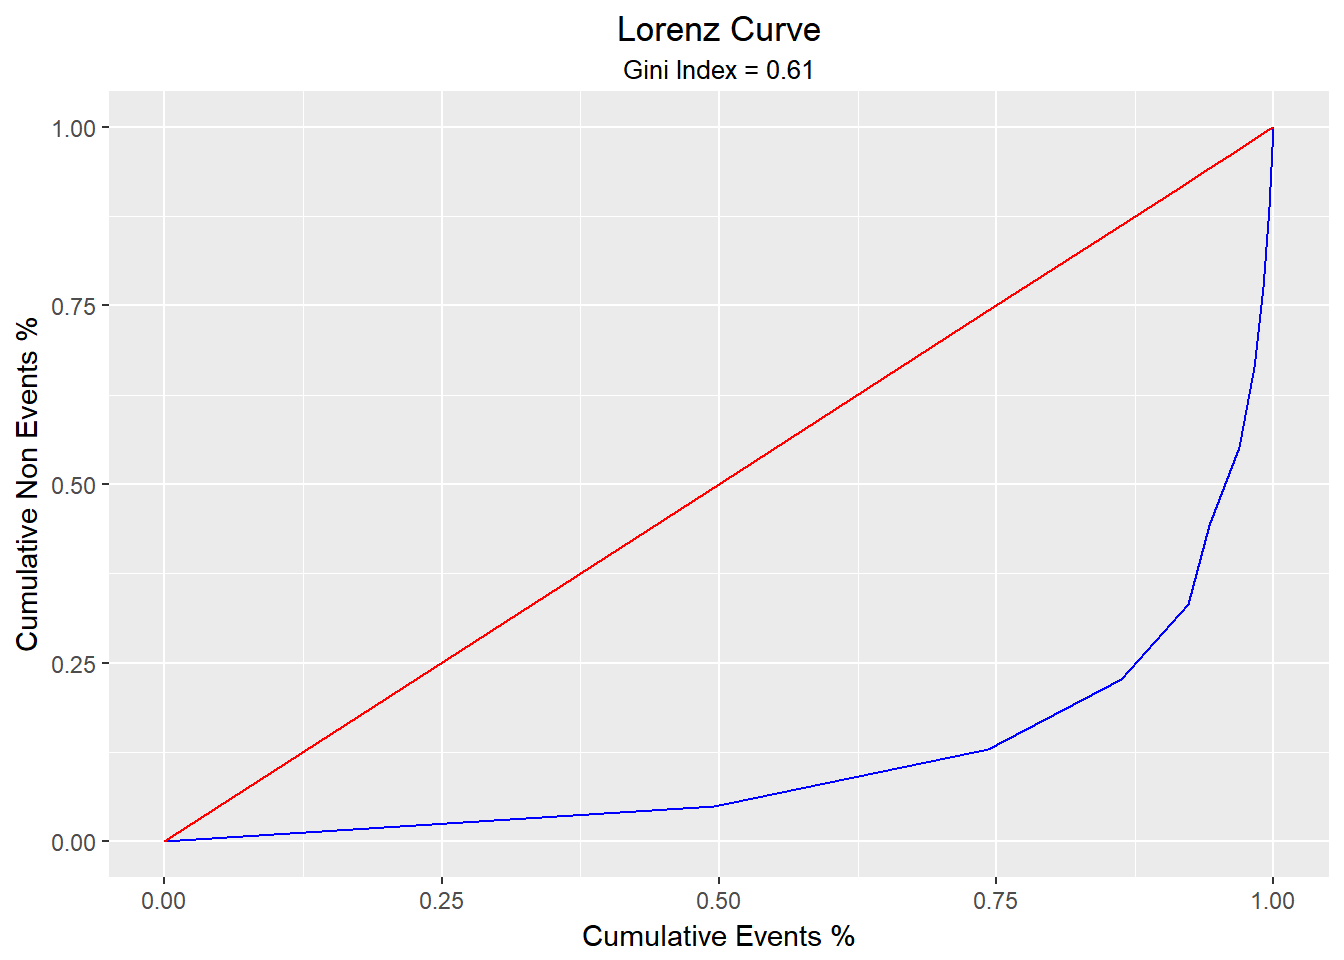 Lorenz Curve
Gini Index = 0.61
Cumulative Non Events %
1.00
0.75
0.50
0.25
0.00
0.00 0.25 0.50 0.75 1.00
Cumulative Events %